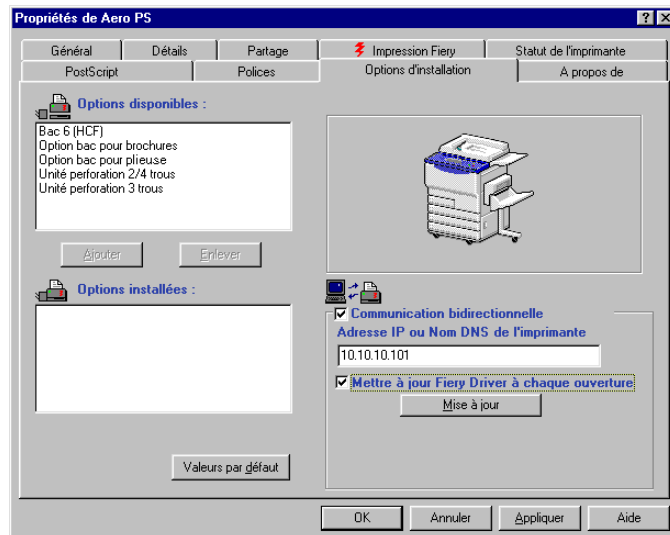 Propriétés de Aero PS
Général
Détails
Partage
Impression Fiery
Statut de l'imprimante
PostScript
Polices
Options d'installation
A propos de
Options disponibles :
Bac 6 (HCF)
Option bac pour brochures
Option bac pour plieuse
Unité perforation 2/4 trous
Unité perforation 3 trous
Ajouter
Enlever
Options installées :
Valeurs par défaut
Communication bidirectionnelle
Adresse IP ou Nom DNS de l'imprimante
10.10.10.101
Mettre à jour Fiery Driver à chaque ouverture
Mise à jour
OK
Annuler
Appliquer
Aide